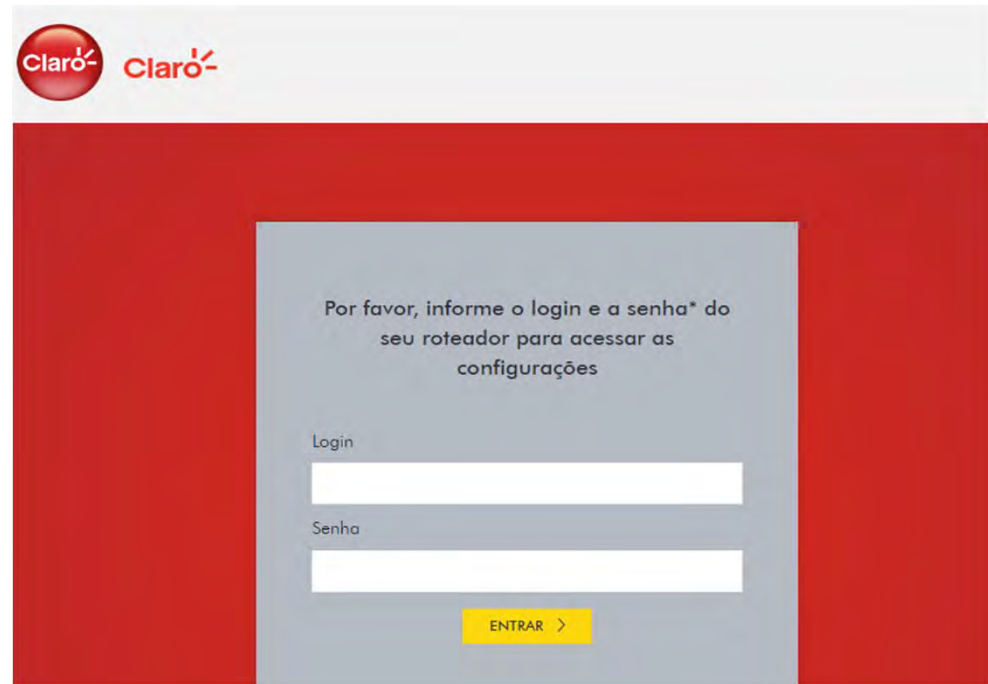 Claro
Claro
Por favor, informe o login e a senha* do
seu roteador para acessar as
configurações
Login
Senha
ENTRAR >